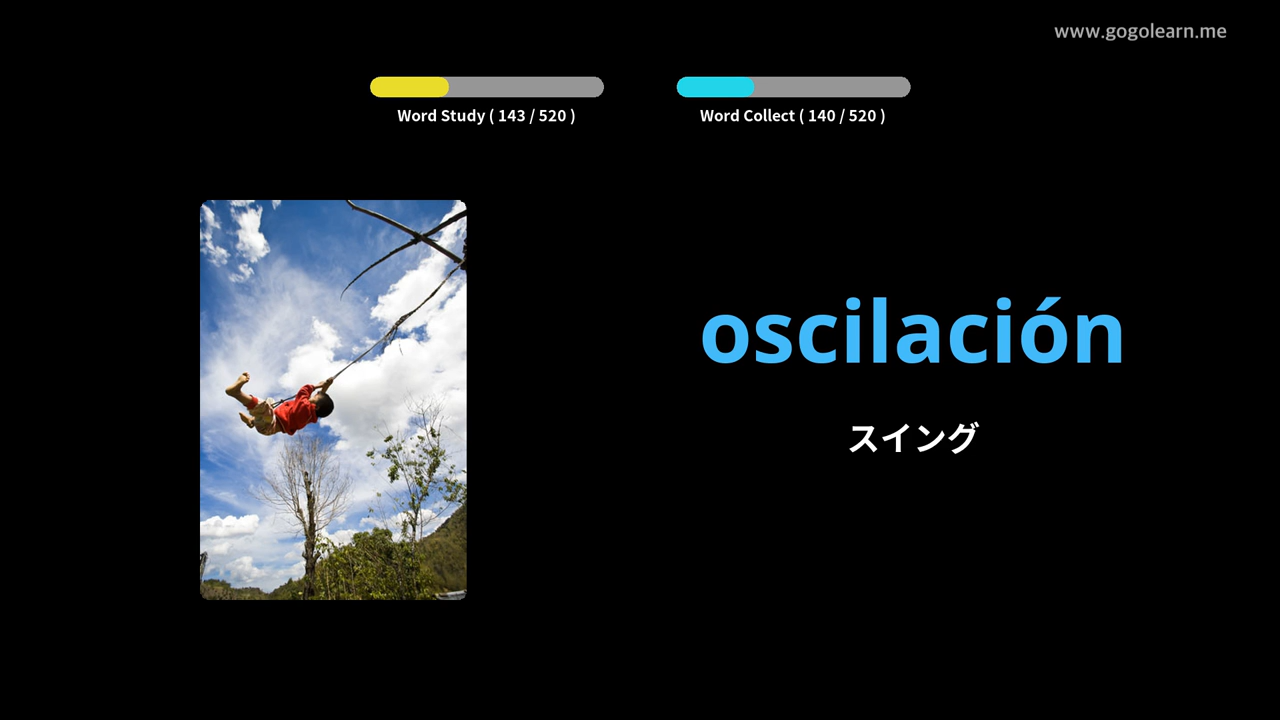 www.gogolearn.me
Word Study ( 143 / 520 )
Word Collect ( 140 / 520 )
oscilación
スイング